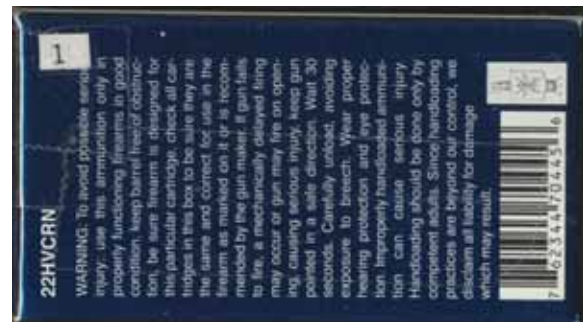 1
22HVCRN
WARNING: To avoid possible serious
injury: use this ammunition only in
properly functioning firearms in good
condition, keep barrel free of obstruc-
tion, be sure firearm is designed for
this particular cartridge, check all car-
tridges in this box to be sure they are
the same and correct for use in the
firearm as marked on it or is recom-
mended by the gun maker. If gun fails
to fire, a mechanically delayed firing
may occur or gun may fire on open-
ing, causing serious injury, keep gun
pointed in a safe direction. Wait 30
seconds. Carefully unload, avoiding
exposure to breech. Wear proper
hearing protection and eye protec-
tion. Improperly handloaded ammuni-
tion can cause serious injury.
Handloading should be done only by
competent adults. Since handloading
practices are beyond our control, we
disclaim all liability for damage
which may result.
7 62344 70445 6